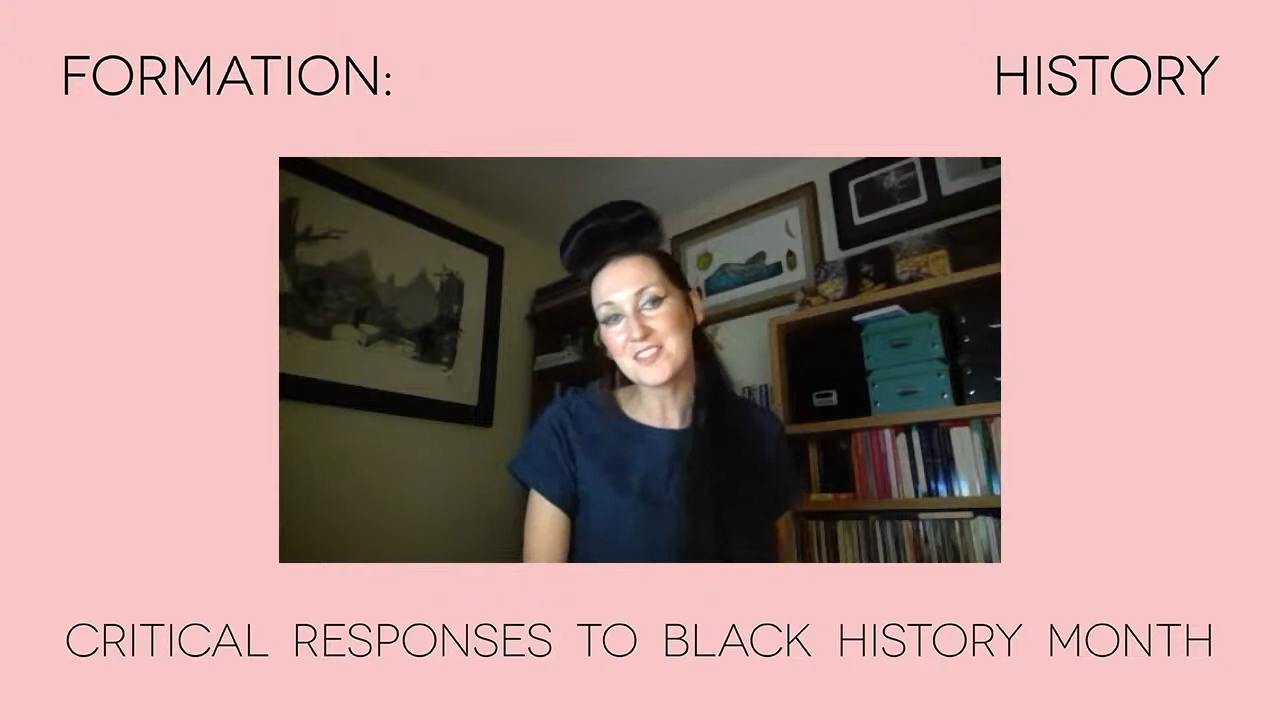 FORMATION: HISTORY
CRITICAL RESPONSES TO BLACK HISTORY MONTH